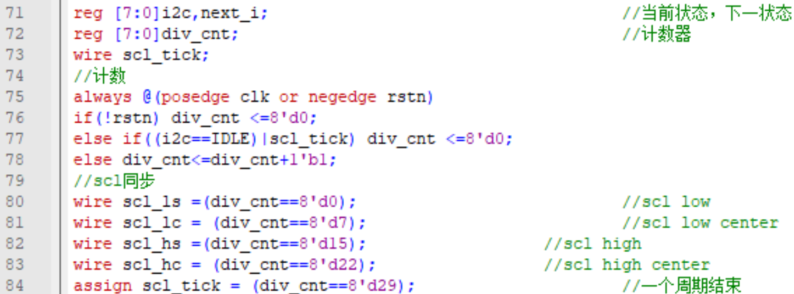 71 reg [7:0]i2c,next_i; //当前状态，下一状态
72 reg [7:0]div_cnt; //计数器
73 wire scl_tick;
74 //计数
75 always @(posedge clk or negedge rstn)
76 if(!rstn) div_cnt <=8'd0;
77 else if((i2c==IDLE)|scl_tick) div_cnt <=8'd0;
78 else div_cnt<=div_cnt+1'b1;
79 //scl同步
80 wire scl_ls =(div_cnt==8'd0); //scl low
81 wire scl_lc = (div_cnt==8'd7); //scl low center
82 wire scl_hs =(div_cnt==8'd15); //scl high
83 wire scl_hc = (div_cnt==8'd22); //scl high center
84 assign scl_tick = (div_cnt==8'd29); //一个周期结束